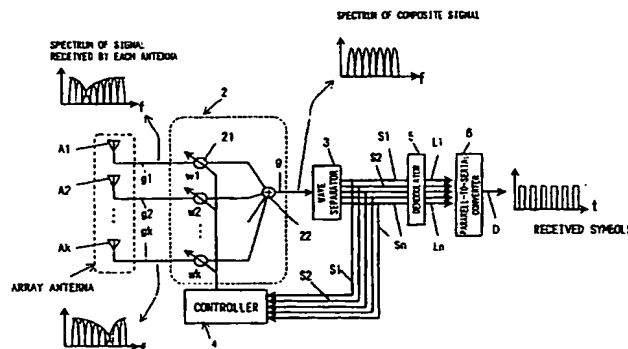 SPECTRUM OF COMPOSITE SIGNAL
SPECTRUM OF SIGNAL
RECEIVED BY EACH ANTENNA
f
f
2
21
A1
g1
w1
A2
g2
w2
gk
Ak
wk
g
22
3
WAVE
SEPARATOR
S1
S2
Sn
5
DEMODULATOR
L1
Ln
6
PARARELL-TO-SERIAL
CONVERTER
D
t
RECEIVED SYMBOLS
ARRAY ANTENNA
S1
S2
CONTROLLER
4
f